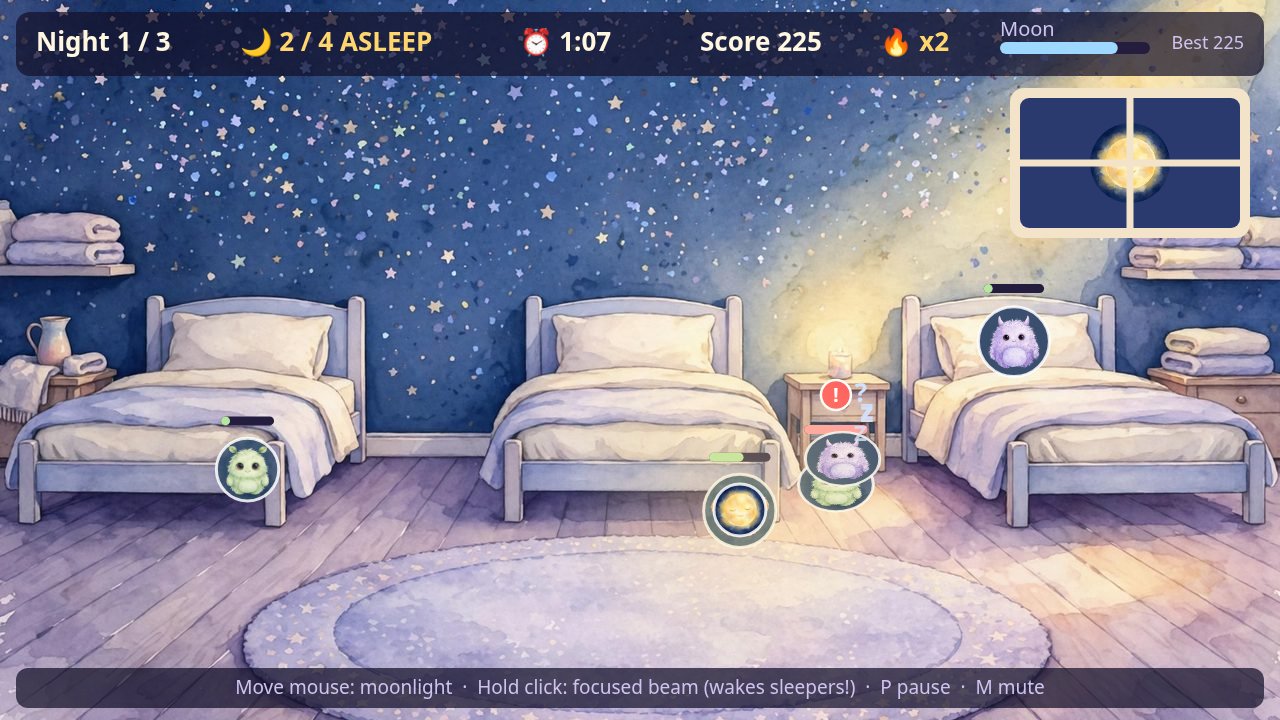 Night 1 / 3
🌙 2 / 4 ASLEEP
⏰ 1:07
Score 225
🔥 x2
Moon
Best 225
!
?
z
?
Move mouse: moonlight · Hold click: focused beam (wakes sleepers!) · P pause · M mute